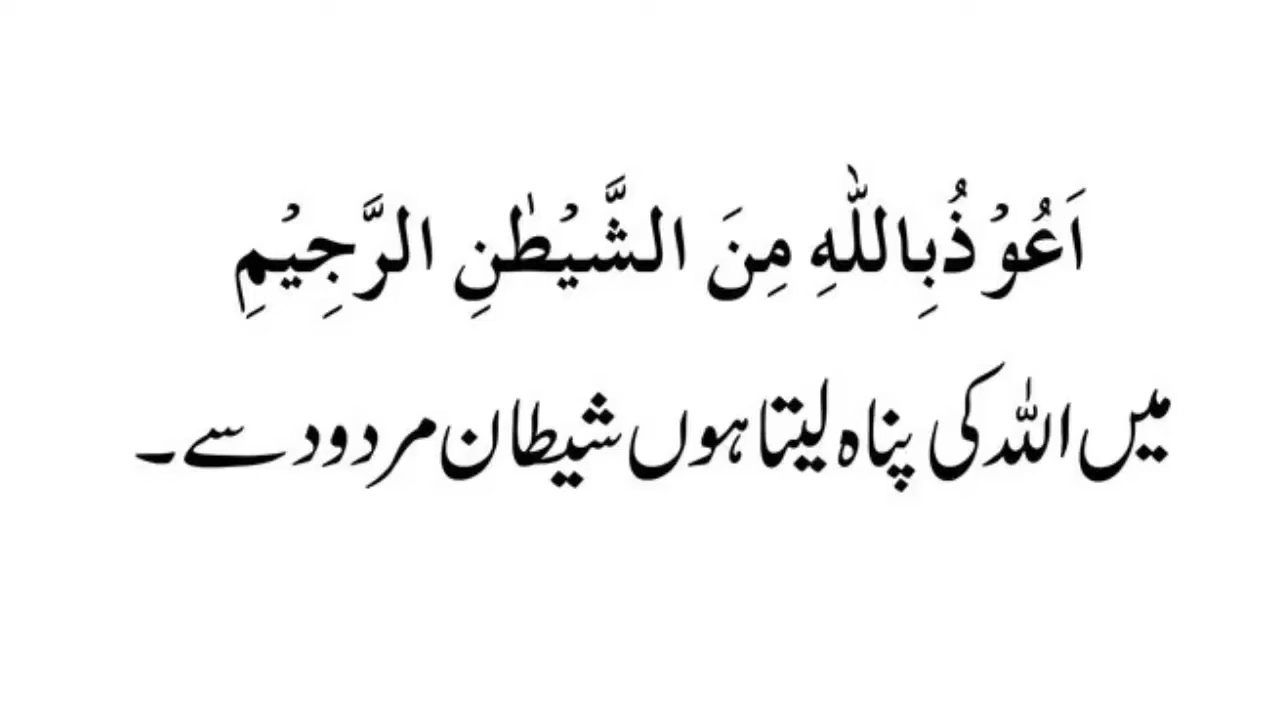 اَعُوْذُبِاللّٰهِ مِنَ الشَّيْطٰنِ الرَّجِيْمِ
میں اللہ کی پناہ لیتا ہوں شیطان مردود سے۔